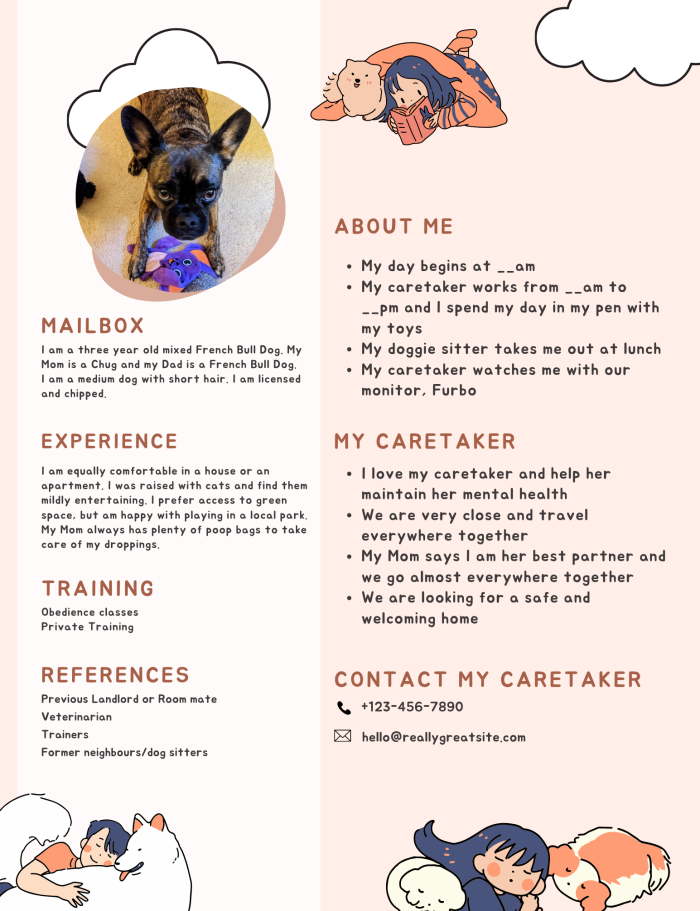 MAILBOX
I am a three year old mixed French Bull Dog. My
Mom is a Chug and my Dad is a French Bull Dog.
I am a medium dog with short hair. I am licensed
and chipped.
EXPERIENCE
I am equally comfortable in a house or an
apartment. I was raised with cats and find them
mildly entertaining. I prefer access to green
space, but am happy with playing in a local park.
My Mom always has plenty of poop bags to take
care of my droppings.
TRAINING
Obedience classes
Private Training
REFERENCES
Previous Landlord or Room mate
Veterinarian
Trainers
Former neighbours/dog sitters
ABOUT ME
• My day begins at __am
• My caretaker works from __am to
__pm and I spend my day in my pen with
my toys
• My doggie sitter takes me out at lunch
• My caretaker watches me with our
monitor, Furbo
MY CARETAKER
• I love my caretaker and help her
maintain her mental health
• We are very close and travel
everywhere together
• My Mom says I am her best partner and
we go almost everywhere together
• We are looking for a safe and
welcoming home
CONTACT MY CARETAKER
+123-456-7890
hello@reallygreatsite.com